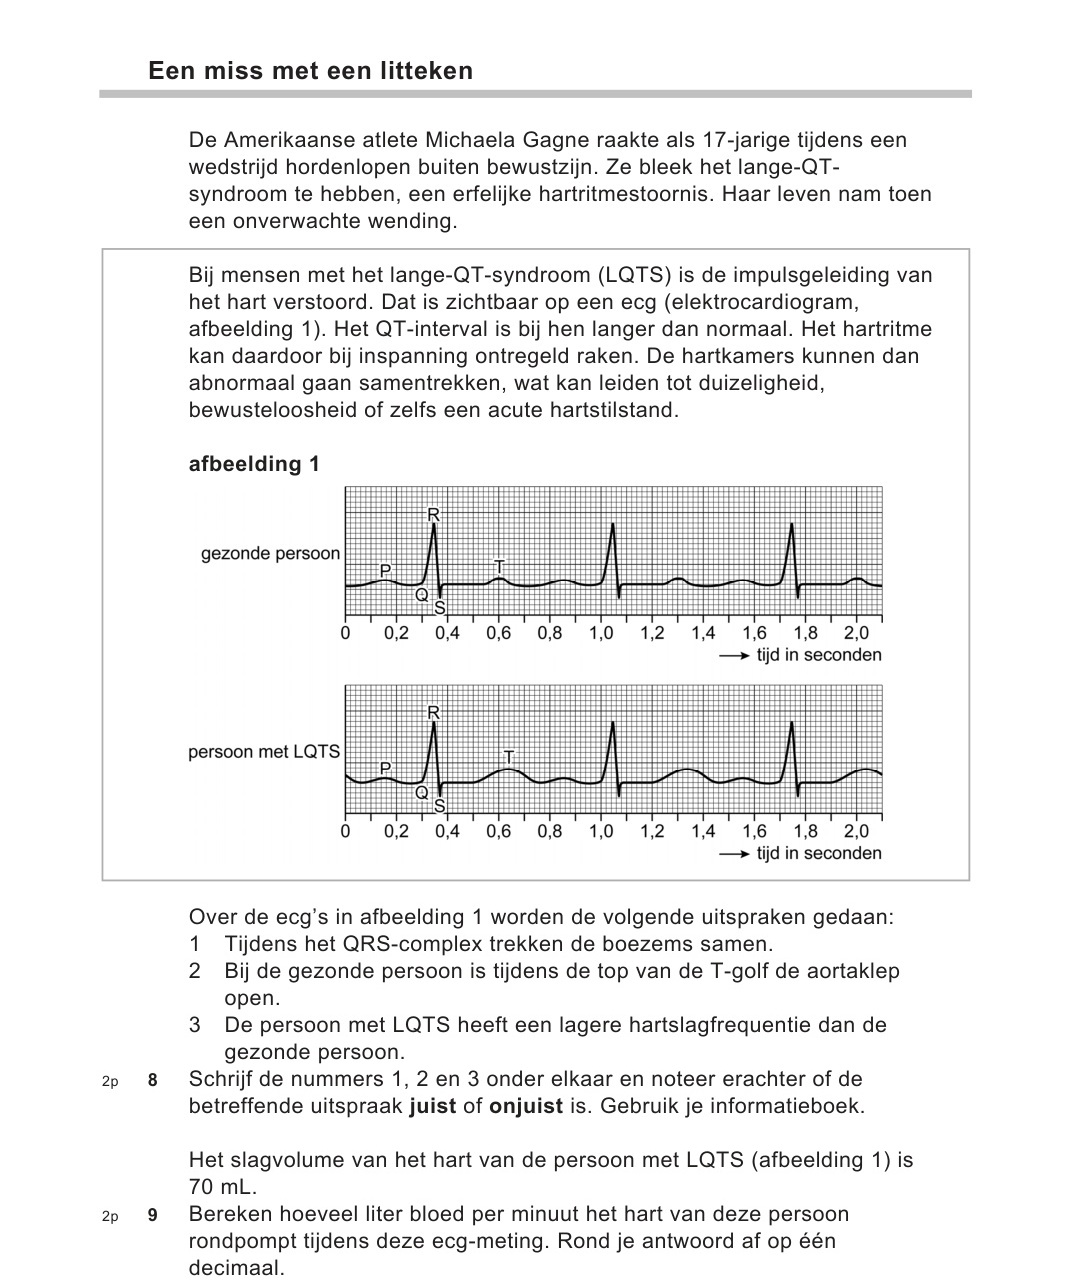 Een miss met een litteken
De Amerikaanse atlete Michaela Gagne raakte als 17-jarige tijdens een
wedstrijd hordenlopen buiten bewustzijn. Ze bleek het lange-QT-
syndroom te hebben, een erfelijke hartritmestoornis. Haar leven nam toen
een onverwachte wending.
Bij mensen met het lange-QT-syndroom (LQTS) is de impulsgeleiding van
het hart verstoord. Dat is zichtbaar op een ecg (elektrocardiogram,
afbeelding 1). Het QT-interval is bij hen langer dan normaal. Het hartritme
kan daardoor bij inspanning ontregeld raken. De hartkamers kunnen dan
abnormaal gaan samentrekken, wat kan leiden tot duizeligheid,
bewusteloosheid of zelfs een acute hartstilstand.
afbeelding 1
R
gezonde persoon
P
T
Q
S
0 0,2 0,4 0,6 0,8 1,0 1,2 1,4 1,6 1,8 2,0
tijd in seconden
R
persoon met LQTS
P
T
Q
S
0 0,2 0,4 0,6 0,8 1,0 1,2 1,4 1,6 1,8 2,0
tijd in seconden
Over de ecg's in afbeelding 1 worden de volgende uitspraken gedaan:
1 Tijdens het QRS-complex trekken de boezems samen.
2 Bij de gezonde persoon is tijdens de top van de T-golf de aortaklep
open.
3 De persoon met LQTS heeft een lagere hartslagfrequentie dan de
gezonde persoon.
2p 8 Schrijf de nummers 1, 2 en 3 onder elkaar en noteer erachter of de
betreffende uitspraak juist of onjuist is. Gebruik je informatieboek.
Het slagvolume van het hart van de persoon met LQTS (afbeelding 1) is
70 mL.
2p 9 Bereken hoeveel liter bloed per minuut het hart van deze persoon
rondpompt tijdens deze ecg-meting. Rond je antwoord af op één
decimaal.